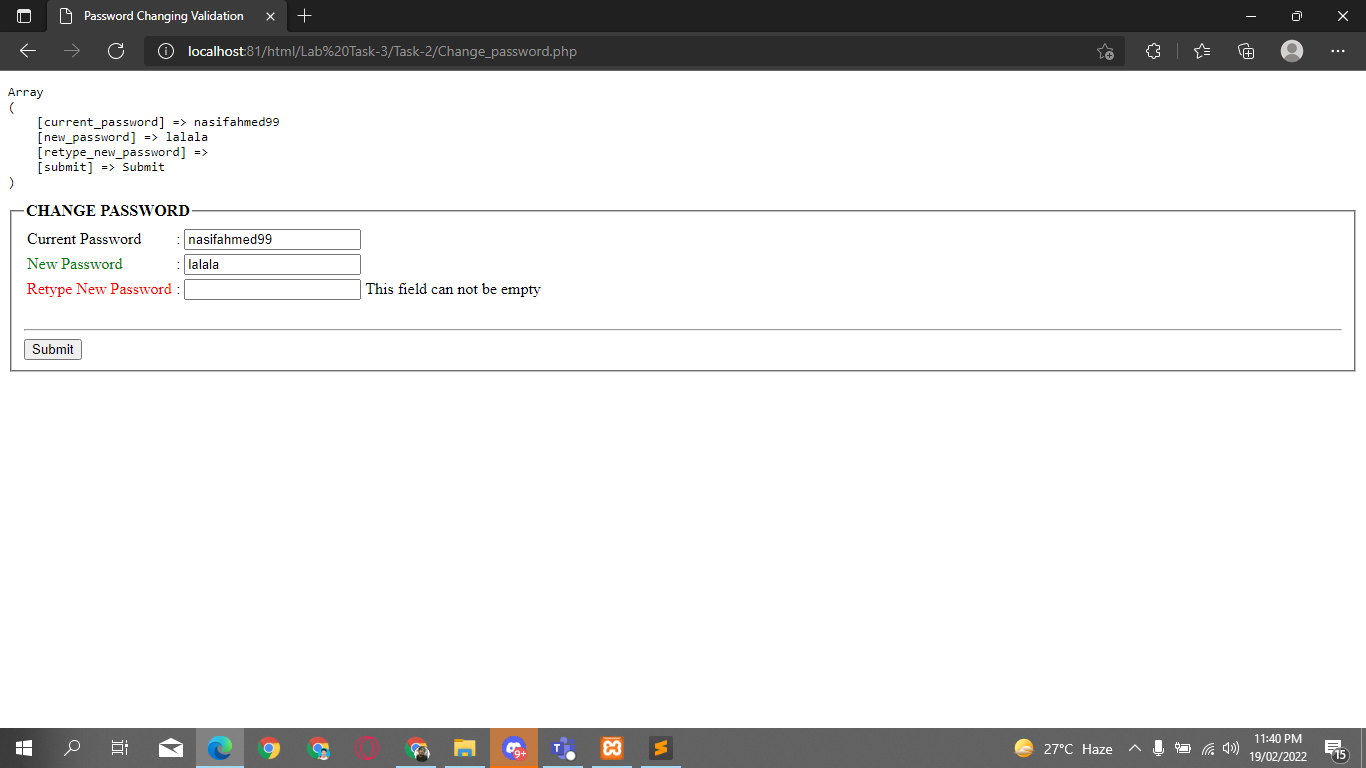 Password Changing Validation
localhost:81/html/Lab%20Task-3/Task-2/Change_password.php
Array
(
[current_password] => nasifahmed99
[new_password] => lalala
[retype_new_password] =>
[submit] => Submit
)
CHANGE PASSWORD
Current Password : nasifahmed99
New Password : lalala
Retype New Password : This field can not be empty
Submit
9+
27°C Haze
11:40 PM
19/02/2022
15